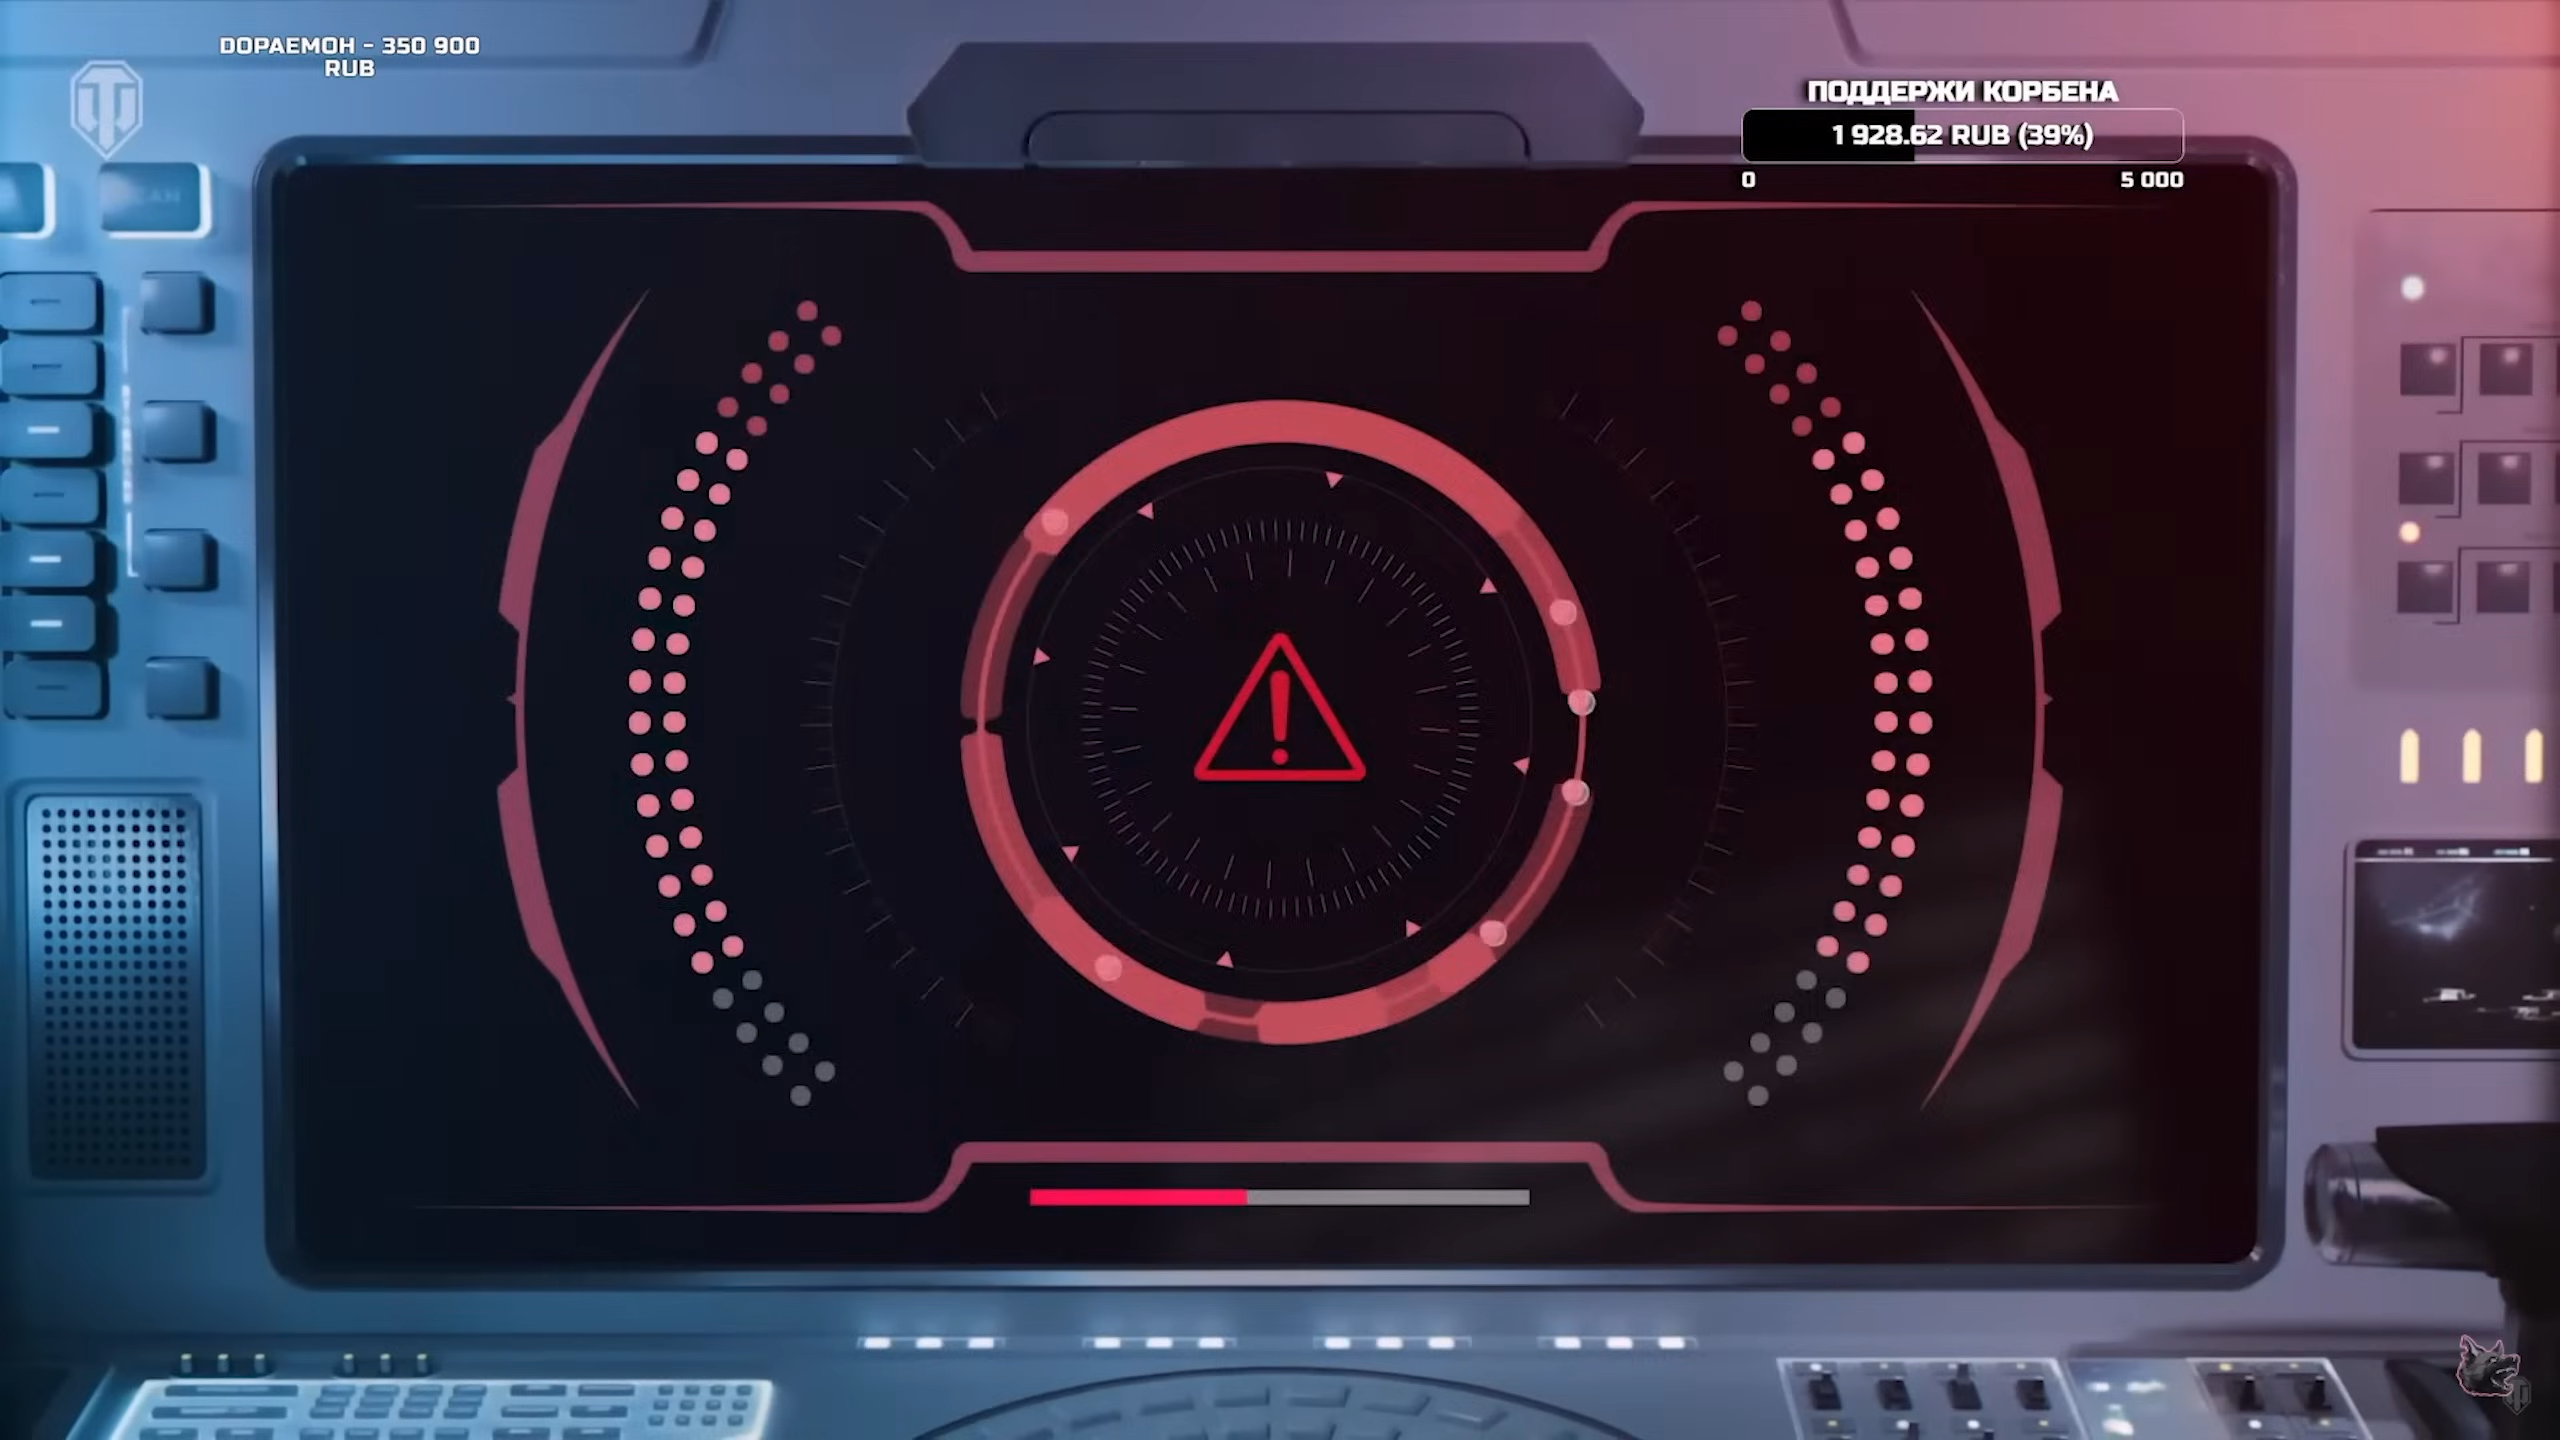 DОРАЕМОН - 350 900
RUB
ПОДДЕРЖИ КОРБЕНА
1 928.62 RUB (39%)
0 5 000